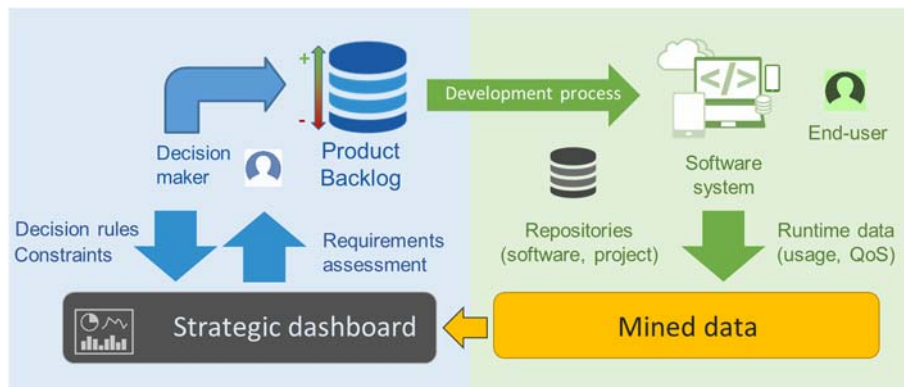 +
-
Development process
</>
Decision
maker
Product
Backlog
End-user
Software
system
Decision rules
Constraints
Requirements
assessment
Repositories
(software, project)
Runtime data
(usage, QoS)
Strategic dashboard
Mined data